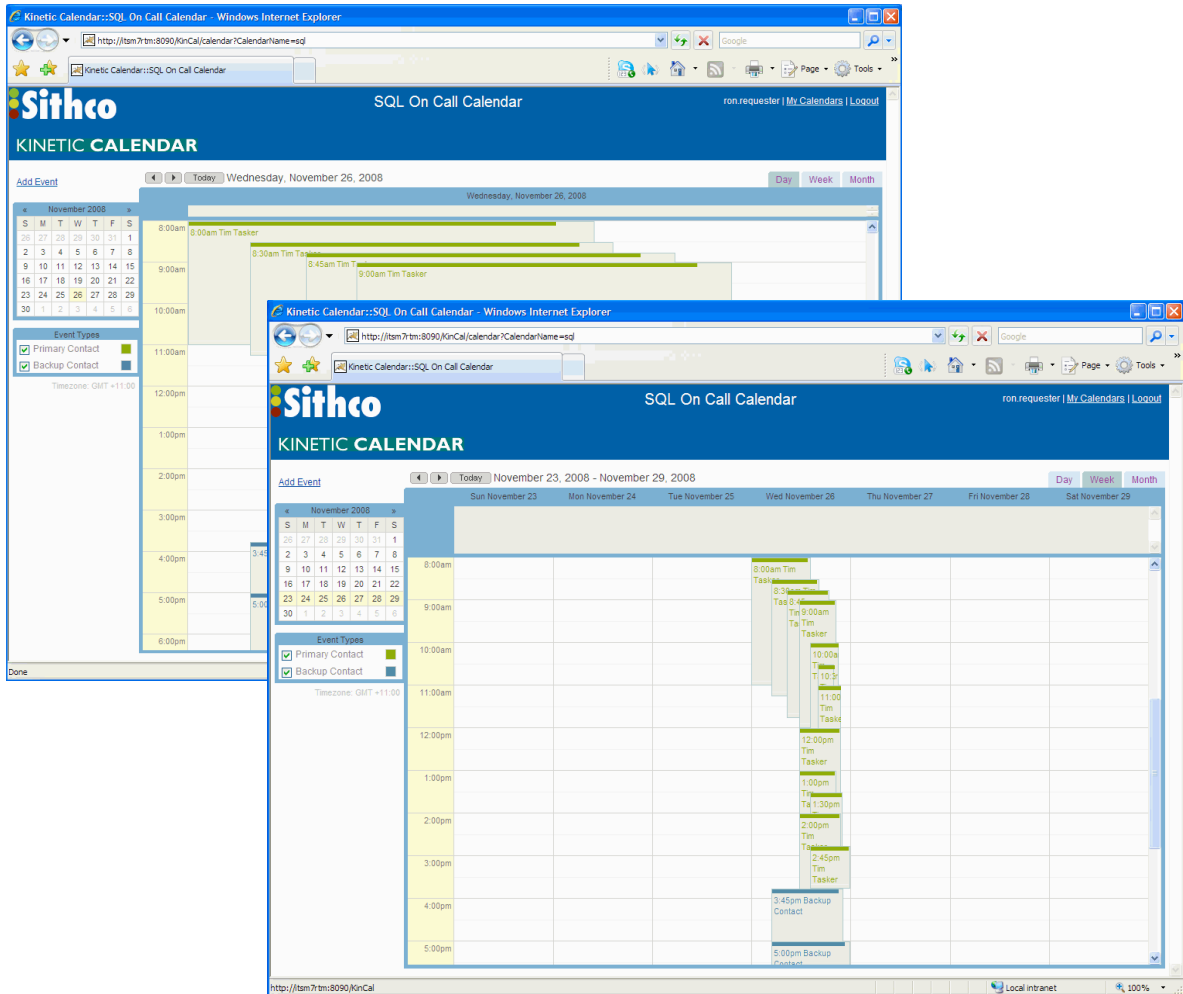 Kinetic Calendar::SQL On Call Calendar - Windows Internet Explorer
http://itsm7rtm:8090/KinCal/calendar?CalendarName=sql
Google
Kinetic Calendar::SQL On Call Calendar
Page
Tools
Sithco
SQL On Call Calendar
ron.requester | My Calendars | Logout
KINETIC CALENDAR
Add Event
Today
Wednesday, November 26, 2008
Day Week Month
Wednesday, November 26, 2008
« November 2008 »
S M T W T F S
26 27 28 29 30 31 1
2 3 4 5 6 7 8
9 10 11 12 13 14 15
16 17 18 19 20 21 22
23 24 25 26 27 28 29
30 1 2 3 4 5 6
Event Types
Primary Contact
Backup Contact
Timezone: GMT +11:00
8:00am
9:00am
10:00am
11:00am
12:00pm
1:00pm
2:00pm
3:00pm
4:00pm
5:00pm
6:00pm
8:00am Tim Tasker
8:30am Tim Tasker
8:45am Tim T
9:00am Tim Tasker
3:45
5:00
Done
Kinetic Calendar::SQL On Call Calendar - Windows Internet Explorer
http://itsm7rtm:8090/KinCal/calendar?CalendarName=sql
Google
Kinetic Calendar::SQL On Call Calendar
Page
Tools
Sithco
SQL On Call Calendar
ron.requester | My Calendars | Logout
KINETIC CALENDAR
Add Event
Today
November 23, 2008 - November 29, 2008
Day Week Month
Sun November 23
Mon November 24
Tue November 25
Wed November 26
Thu November 27
Fri November 28
Sat November 29
« November 2008 »
S M T W T F S
26 27 28 29 30 31 1
2 3 4 5 6 7 8
9 10 11 12 13 14 15
16 17 18 19 20 21 22
23 24 25 26 27 28 29
30 1 2 3 4 5 6
Event Types
Primary Contact
Backup Contact
Timezone: GMT +11:00
8:00am
9:00am
10:00am
11:00am
12:00pm
1:00pm
2:00pm
3:00pm
4:00pm
5:00pm
8:00am Tim
Tasker
9:00am
Tim
Tasker
10:00a
11:00
Tim
Taske
12:00pm
Tim
Tasker
1:00pm
Tim
1:30pm
2:00pm
Tim
Tasker
2:45pm
Tim
Tasker
3:45pm Backup
Contact
5:00pm Backup
Contact
http://itsm7rtm:8090/KinCal
Local intranet
100%